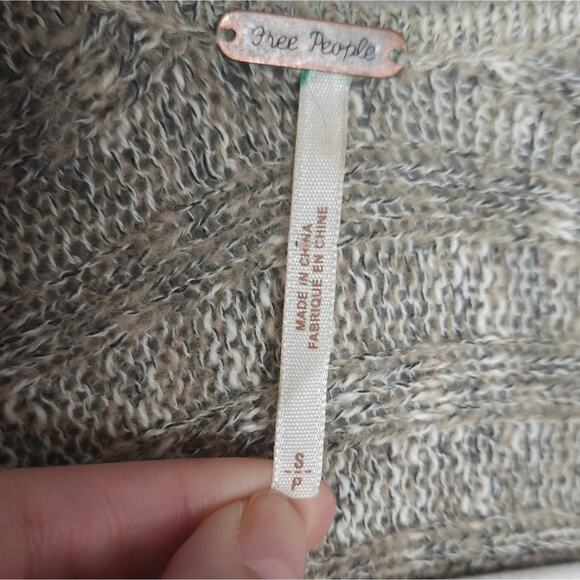 Free People
MADE IN CHINA
FABRIQUE EN CHINE
S
P